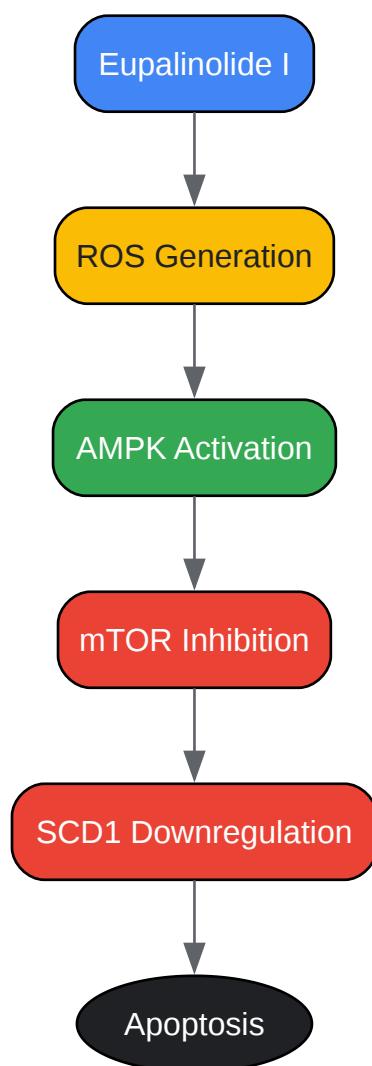 Eupalinolide I
ROS Generation
AMPK Activation
mTOR Inhibition
SCD1 Downregulation
Apoptosis